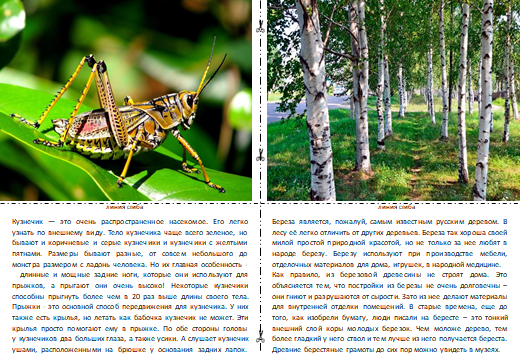 линия сгиба
Кузнечик — это очень распространенное насекомое. Его легко
узнать по внешнему виду. Тело кузнечика чаще всего зеленое, но
бывают и коричневые и серые кузнечики и кузнечики с желтыми
пятнами. Размеры бывают разные, от совсем небольшого до
монстра размером с ладонь человека. Но их главная особенность -
длинные и мощные задние ноги, которые они используют для
прыжков, а прыгают они очень высоко! Некоторые кузнечики
способны прыгнуть более чем в 20 раз выше длины своего тела.
Прыжки - это основной способ передвижения для кузнечика. У них
также есть крылья, но летать как бабочка кузнечик не может. Эти
крылья просто помогают ему в прыжке. По обе стороны головы
у кузнечиков два больших глаза, а также усики. А слушает кузнечик
ушами, расположенными на брюшке у основания задних лапок.
линия сгиба
Береза является, пожалуй, самым известным русским деревом. В
лесу её легко отличить от других деревьев. Береза так хороша своей
милой простой природной красотой, но не только за нее любят в
народе березу. Березу используют при производстве мебели,
отделочных материалов для дома, игрушек, в народной медицине.
Как правило, из березовой древесины не строят дома. Это
объясняется тем, что постройки из березы не очень долговечны –
они гниют и разрушаются от сырости. Зато из нее делают материалы
для внутренней отделки помещений. В старые времена, еще до
того, как изобрели бумагу, люди писали на бересте – это тонкий
внешний слой коры молодых березок. Чем моложе дерево, тем
более гладкий у него ствол и тем лучше из него получается береста.
Древние берестяные грамоты до сих пор можно увидеть в музеях.